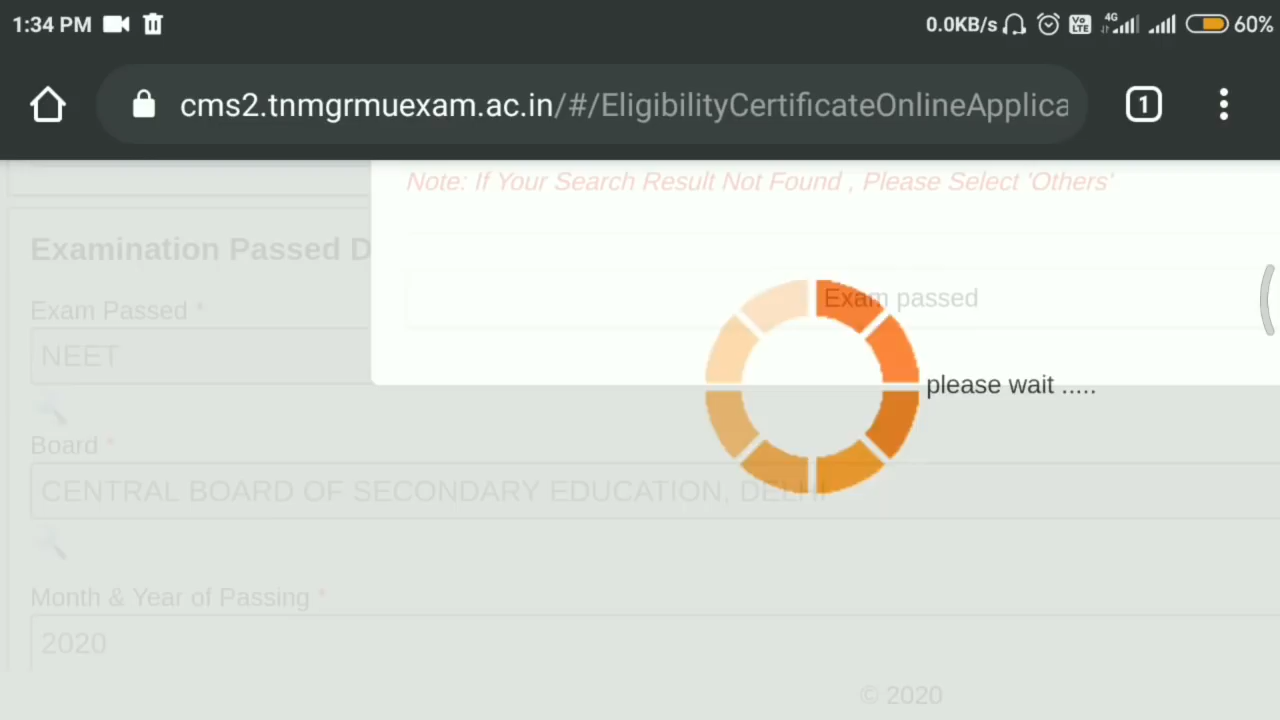 1:34 PM
0.0KB/s
Vo LTE
4G
60%
cms2.tnmgrmuexam.ac.in/#/EligibilityCertificateOnlineApplica
1
Note: If Your Search Result Not Found , Please Select 'Others'
Examination Passed D
Exam Passed *
Exam passed
NEET
please wait .....
Board *
CENTRAL BOARD OF SECONDARY EDUCATION, DELHI
Month & Year of Passing *
2020
© 2020